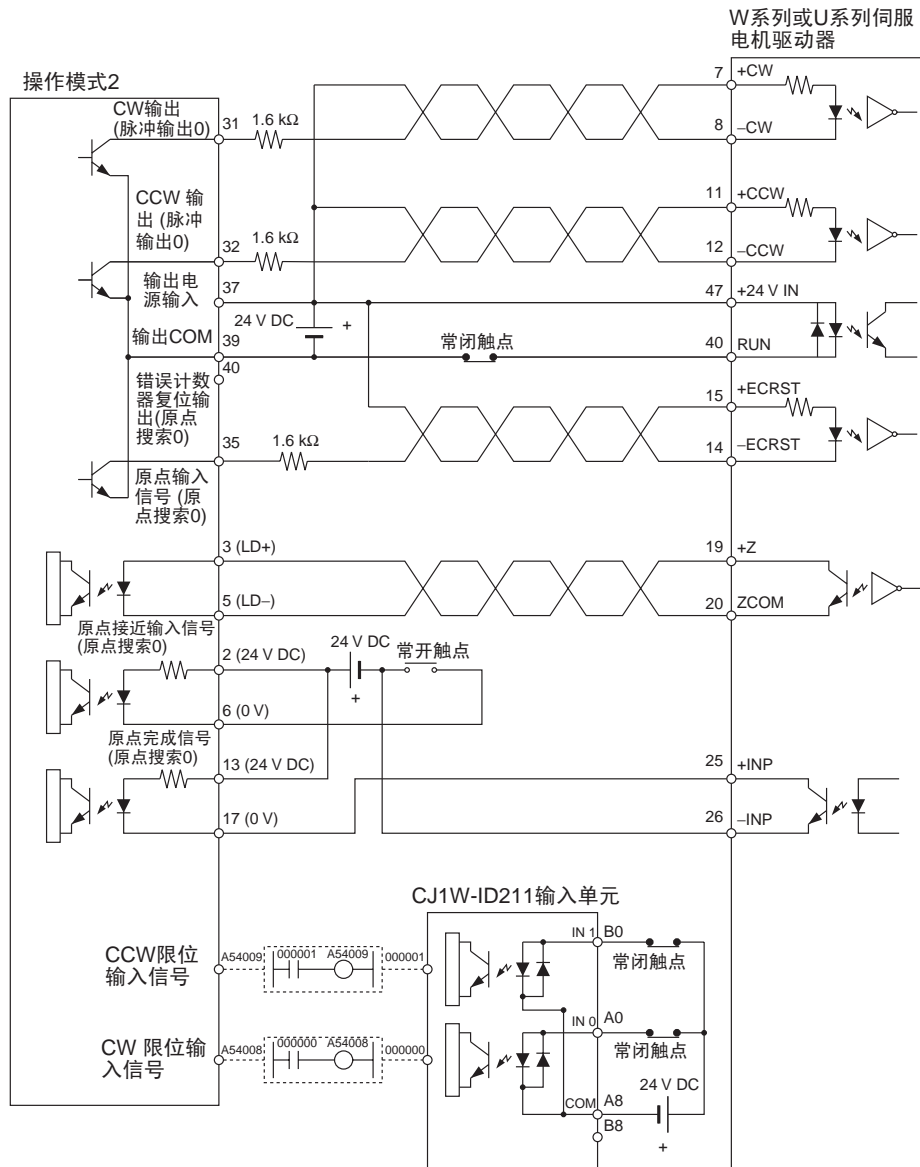 W系列或U系列伺服
电机驱动器
操作模式2
CW输出
(脉冲输出0)
31
1.6 kΩ
7
+CW
8
–CW
CCW 输
出 (脉冲
输出0)
32
1.6 kΩ
11
+CCW
12
–CCW
输出电
源输入
37
47
+24 V IN
24 V DC
+
输出COM
39
常闭触点
40
RUN
40
错误计数
器复位输
出(原点
搜索0)
35
1.6 kΩ
15
+ECRST
14
–ECRST
原点输入
信号 (原
点搜索0)
3 (LD+)
19
+Z
5 (LD–)
20
ZCOM
原点接近输入信号
(原点搜索0)
2 (24 V DC)
24 V DC
+
常开触点
6 (0 V)
原点完成信号
(原点搜索0)
13 (24 V DC)
25
+INP
17 (0 V)
26
–INP
CJ1W-ID211输入单元
CCW限位
输入信号
A54009
000001
A54009
000001
IN 1
B0
常闭触点
CW 限位输
入信号
A54008
000000
A54008
000000
IN 0
A0
常闭触点
24 V DC
COM
A8
B8
+